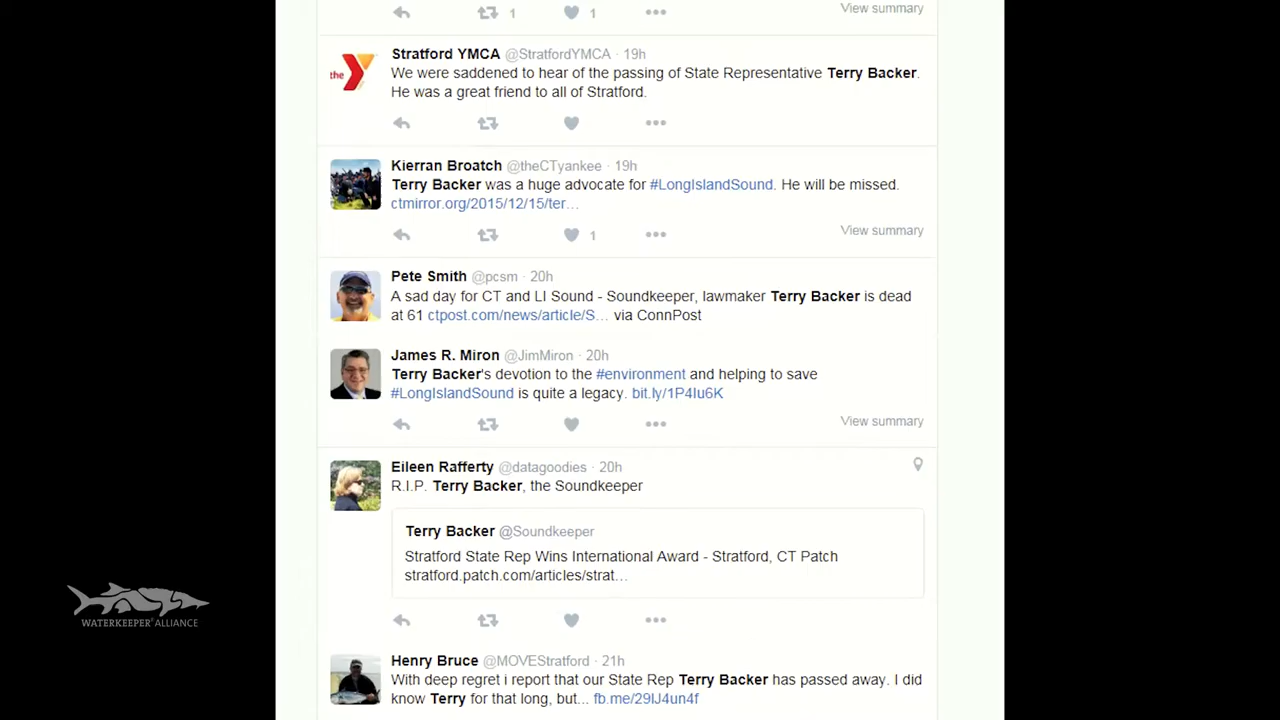 1 1 View summary
Stratford YMCA @StratfordYMCA · 19h
the
We were saddened to hear of the passing of State Representative Terry Backer.
He was a great friend to all of Stratford.
Kierran Broatch @theCTyankee · 19h
Terry Backer was a huge advocate for #LongIslandSound. He will be missed.
ctmirror.org/2015/12/15/ter…
1 View summary
Pete Smith @pcsm · 20h
A sad day for CT and LI Sound - Soundkeeper, lawmaker Terry Backer is dead
at 61 ctpost.com/news/article/S… via ConnPost
James R. Miron @JimMiron · 20h
Terry Backer's devotion to the #environment and helping to save
#LongIslandSound is quite a legacy. bit.ly/1P4Iu6K
View summary
Eileen Rafferty @datagoodies · 20h
R.I.P. Terry Backer, the Soundkeeper
Terry Backer @Soundkeeper
Stratford State Rep Wins International Award - Stratford, CT Patch
stratford.patch.com/articles/strat…
WATERKEEPER® ALLIANCE
Henry Bruce @MOVEStratford · 21h
With deep regret i report that our State Rep Terry Backer has passed away. I did
know Terry for that long, but... fb.me/29lJ4un4f